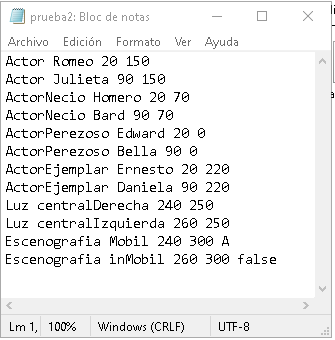 prueba2: Bloc de notas
Archivo Edición Formato Ver Ayuda
Actor Romeo 20 150
Actor Julieta 90 150
ActorNecio Homero 20 70
ActorNecio Bard 90 70
ActorPerezoso Edward 20 0
ActorPerezoso Bella 90 0
ActorEjemplar Ernesto 20 220
ActorEjemplar Daniela 90 220
Luz centralDerecha 240 250
Luz centralIzquierda 260 250
Escenografia Mobil 240 300 A
Escenografia inMobil 260 300 false
Lm 1, 100% Windows (CRLF) UTF-8